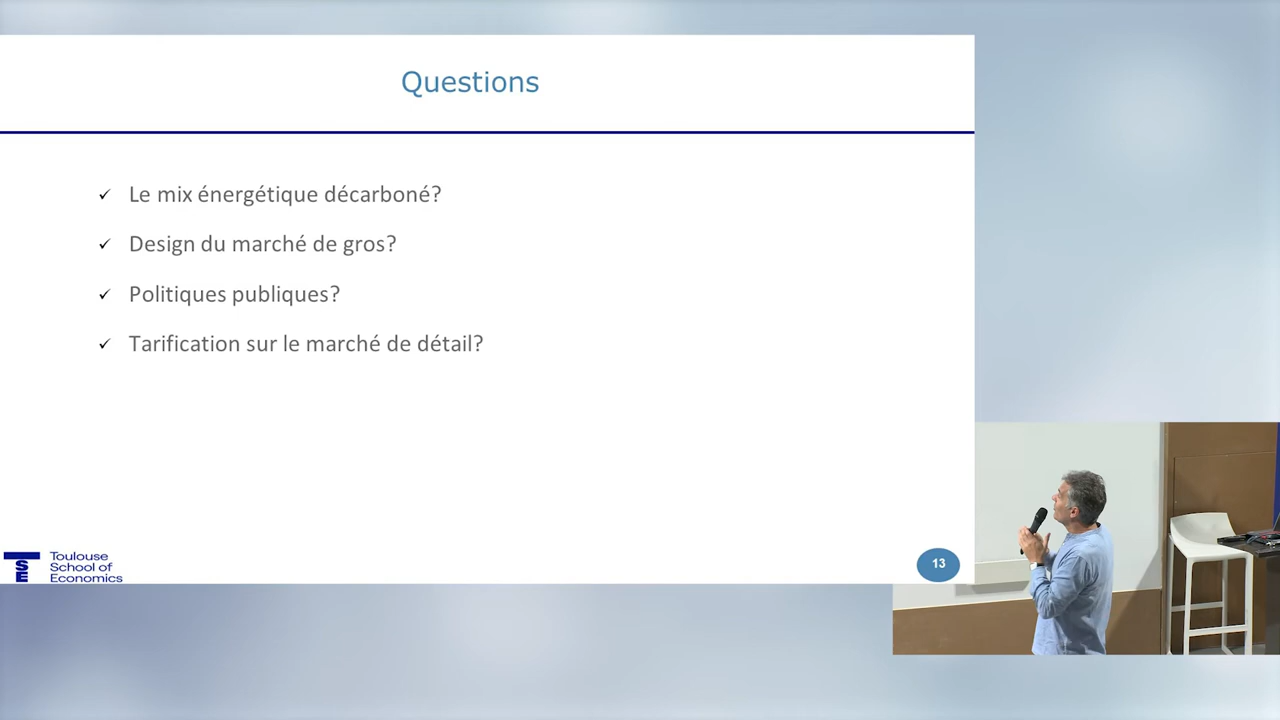 Questions
✓ Le mix énergétique décarboné?
✓ Design du marché de gros?
✓ Politiques publiques?
✓ Tarification sur le marché de détail?
TSE
Toulouse
School of
Economics
13